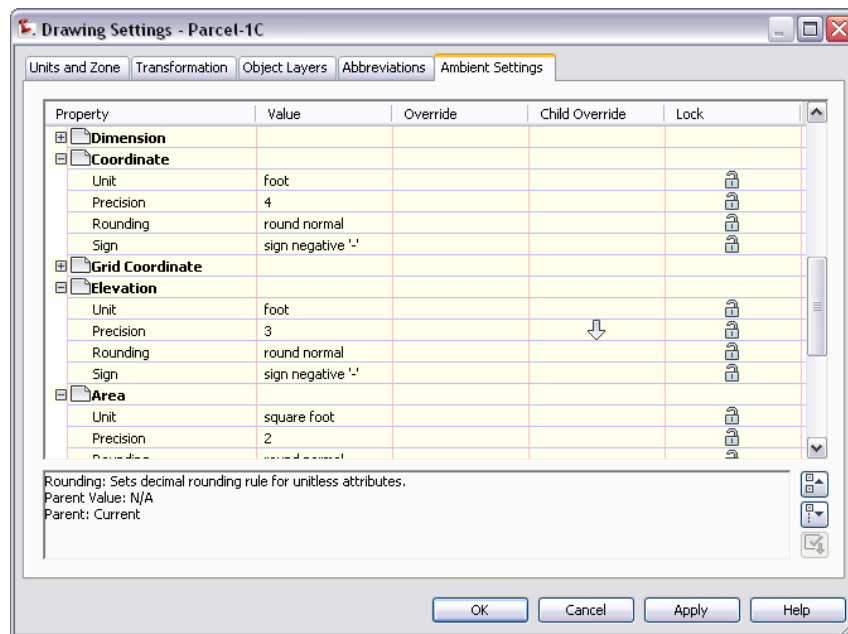 Drawing Settings - Parcel-1C
Units and Zone Transformation Object Layers Abbreviations Ambient Settings
Property Value Override Child Override Lock
Dimension
Coordinate
Unit foot
Precision 4
Rounding round normal
Sign sign negative '-'
Grid Coordinate
Elevation
Unit foot
Precision 3
Rounding round normal
Sign sign negative '-'
Area
Unit square foot
Precision 2
Rounding round normal
Rounding: Sets decimal rounding rule for unitless attributes.
Parent Value: N/A
Parent: Current
OK Cancel Apply Help